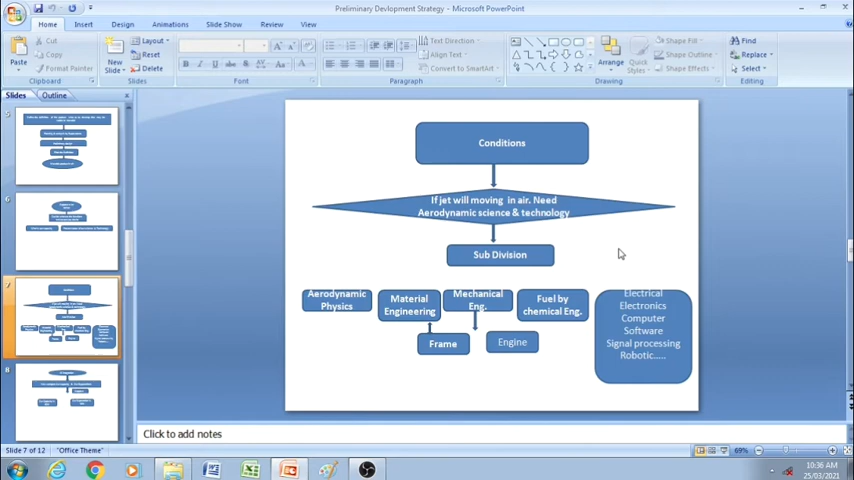 Preliminary Devlopment Strategy - Microsoft PowerPoint
Home
Insert
Design
Animations
Slide Show
Review
View
Paste
Cut
Copy
Format Painter
Clipboard
New
Slide
Layout
Reset
Delete
Slides
Font
Paragraph
Text Direction
Align Text
Convert to SmartArt
Arrange
Quick
Styles
Shape Fill
Shape Outline
Shape Effects
Drawing
Find
Replace
Select
Editing
Slides
Outline
5
6
7
8
Conditions
If jet will moving in air. Need
Aerodynamic science & technology
Sub Division
Aerodynamic
Physics
Material
Engineering
Mechanical
Eng.
Fuel by
chemical Eng.
Frame
Engine
Electrical
Electronics
Computer
Software
Signal processing
Robotic.....
Click to add notes
Slide 7 of 12
"Office Theme"
69%
10:36 AM
25/03/2021